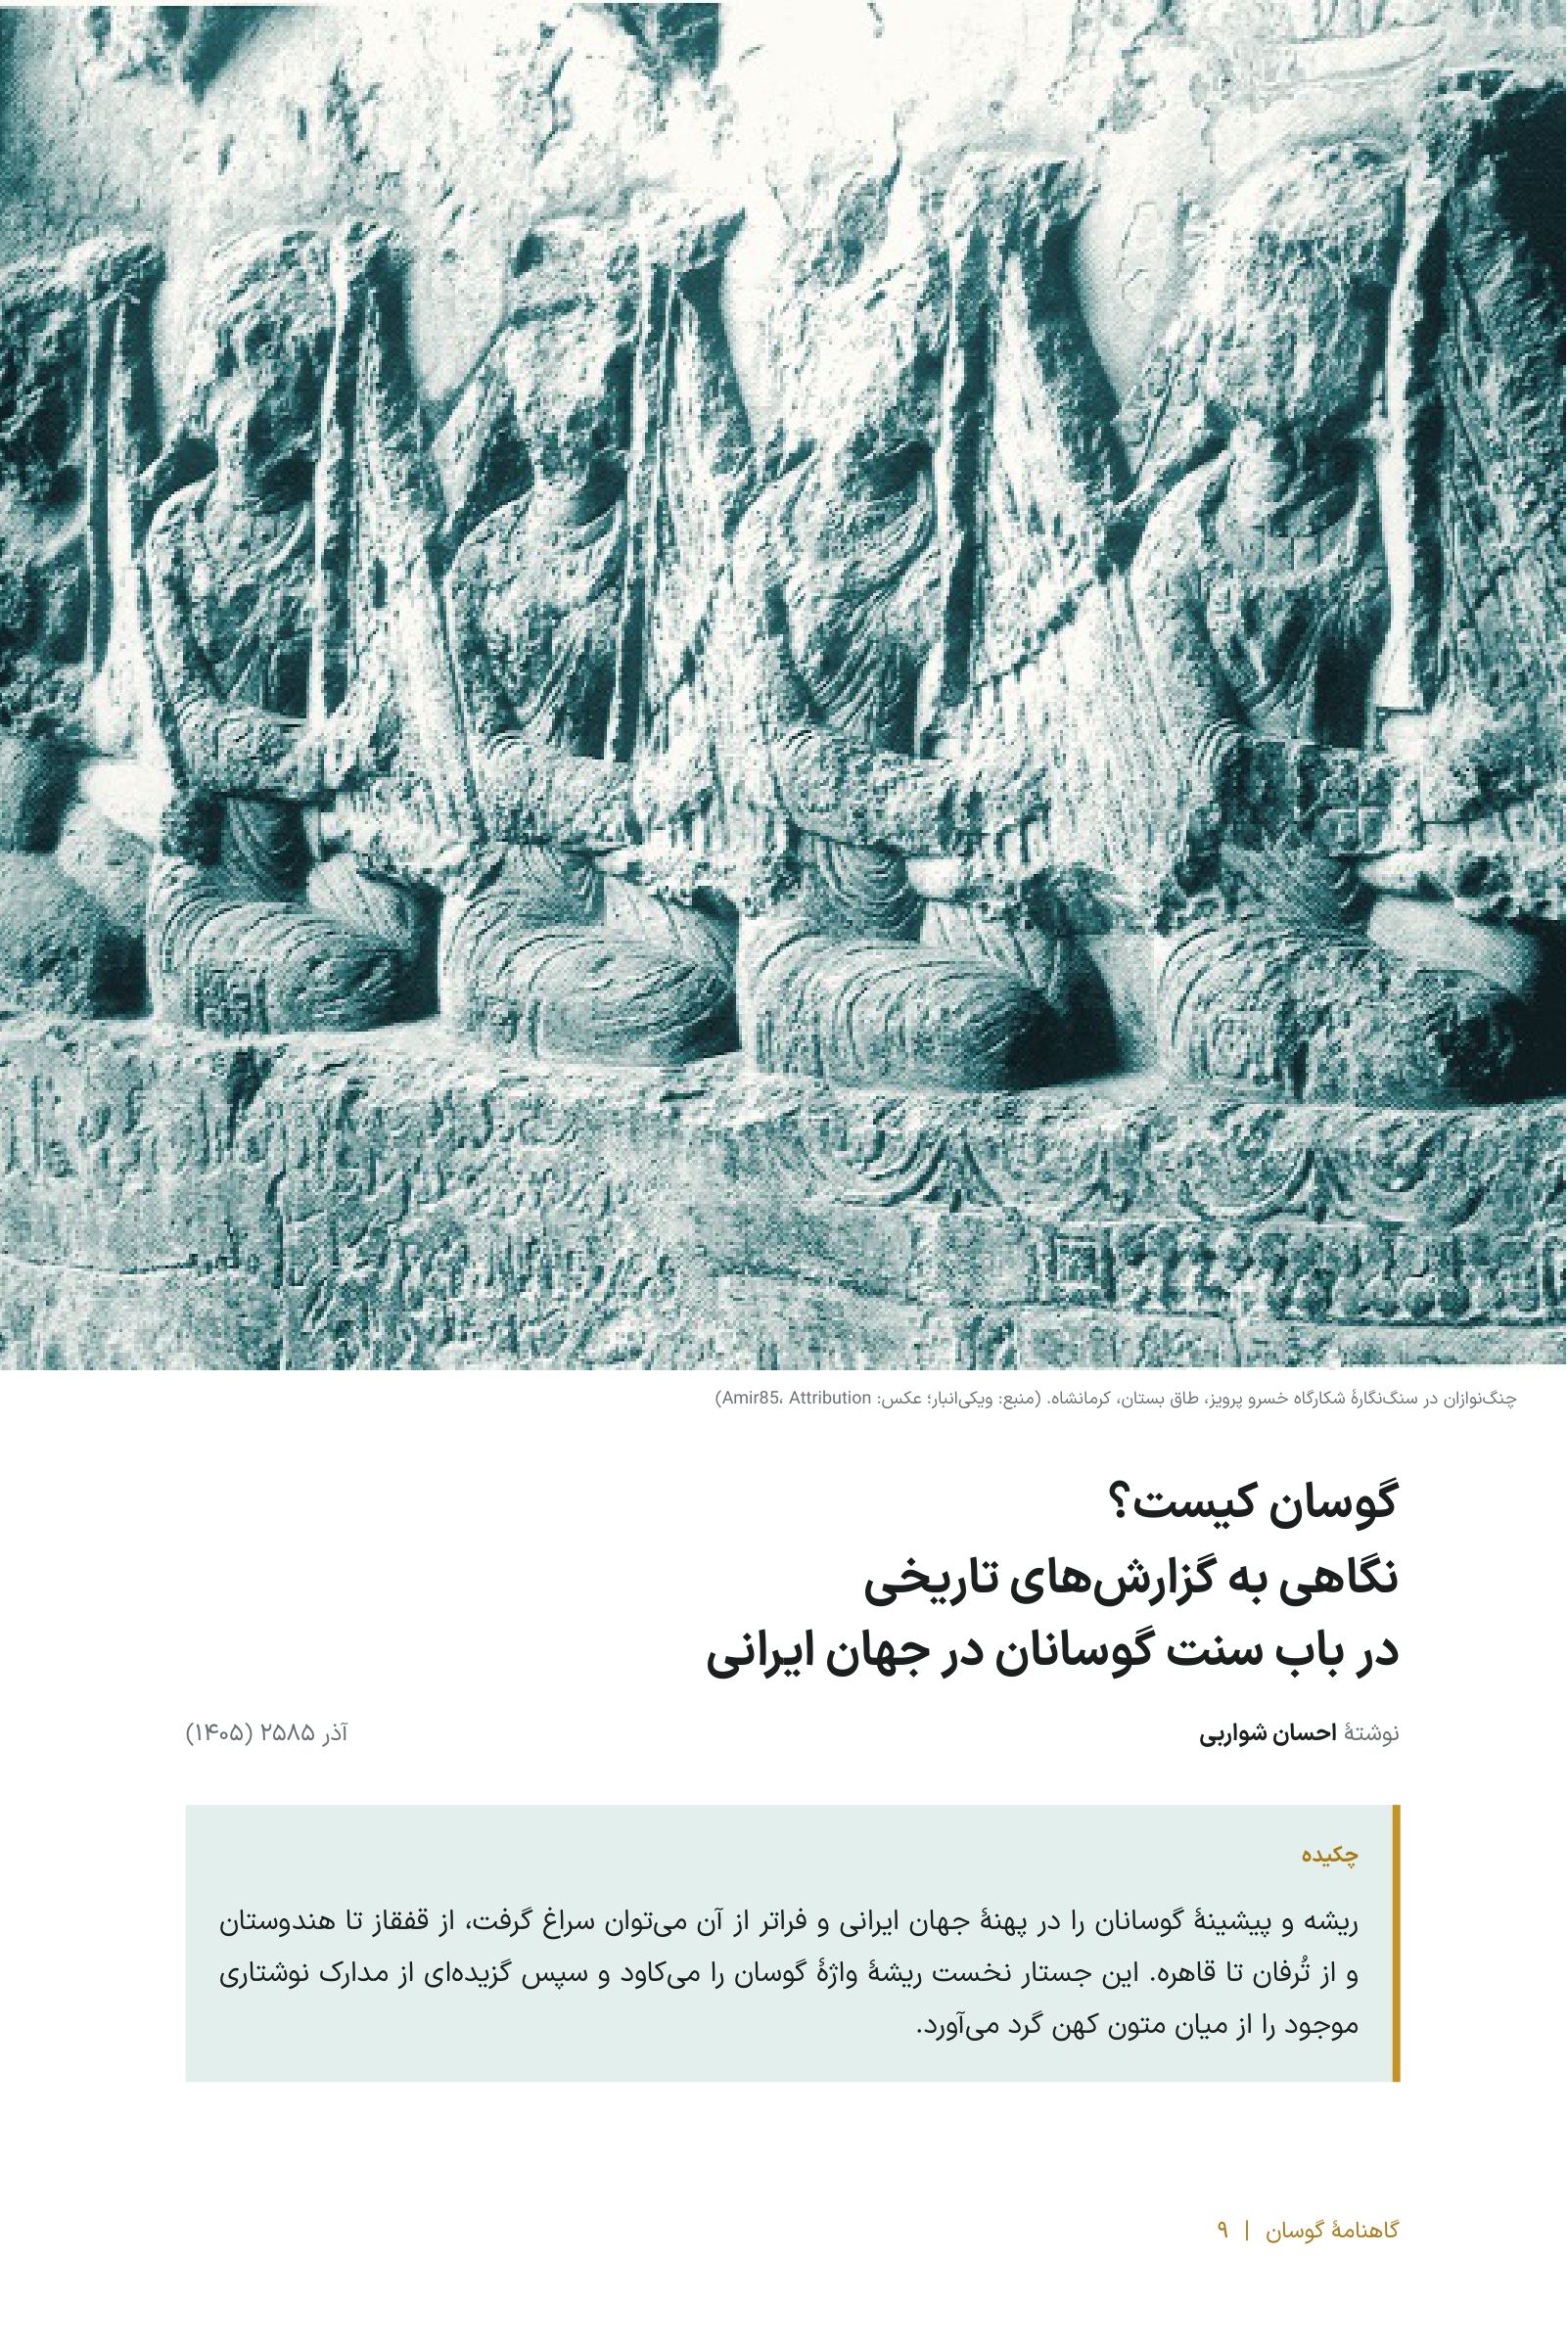 چنگ‌نوازان در سنگ‌نگارهٔ شکارگاه خسرو پرویز، طاق بستان، کرمانشاه. (منبع: ویکی‌انبار؛ عکس: Amir85، Attribution)
گوسان کیست؟
نگاهی به گزارش‌های تاریخی
در باب سنت گوسانان در جهان ایرانی
نوشتهٔ احسان شواربی
آذر ۲۵۸۵ (۱۴۰۵)
چکیده
ریشه و پیشینهٔ گوسانان را در پهنهٔ جهان ایرانی و فراتر از آن می‌توان سراغ گرفت، از قفقاز تا هندوستان
و از تُرفان تا قاهره. این جستار نخست ریشهٔ واژهٔ گوسان را می‌کاود و سپس گزیده‌ای از مدارک نوشتاری
موجود را از میان متون کهن گرد می‌آورد.
گاهنامهٔ گوسان | ۹